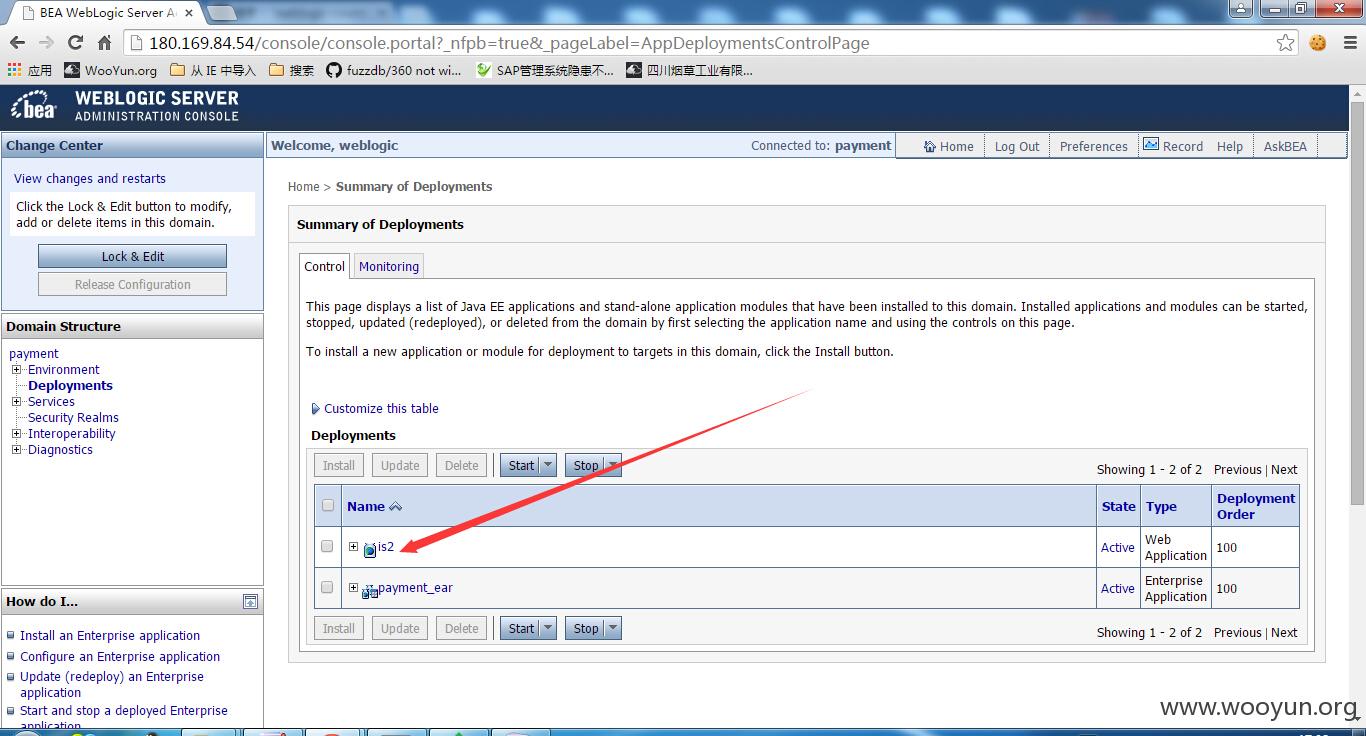 BEA WebLogic Server A
180.169.84.54/console/console.portal?_nfpb=true&_pageLabel=AppDeploymentsControlPage
应用 WooYun.org 从 IE 中导入 搜索 fuzzdb/360 not wi... SAP管理系统隐患不... 四川烟草工业有限...
bea WEBLOGIC SERVER
ADMINISTRATION CONSOLE
Change Center
View changes and restarts
Click the Lock & Edit button to modify,
add or delete items in this domain.
Lock & Edit
Release Configuration
Domain Structure
payment
Environment
Deployments
Services
Security Realms
Interoperability
Diagnostics
How do I...
Install an Enterprise application
Configure an Enterprise application
Update (redeploy) an Enterprise
application
Start and stop a deployed Enterprise
application
Welcome, weblogic
Connected to: payment
Home Log Out Preferences Record Help AskBEA
Home > Summary of Deployments
Summary of Deployments
Control Monitoring
This page displays a list of Java EE applications and stand-alone application modules that have been installed to this domain. Installed applications and modules can be started,
stopped, updated (redeployed), or deleted from the domain by first selecting the application name and using the controls on this page.
To install a new application or module for deployment to targets in this domain, click the Install button.
Customize this table
Deployments
Install Update Delete Start Stop
Showing 1 - 2 of 2 Previous | Next
Name State Type Deployment
Order
is2 Active Web
Application 100
payment_ear Active Enterprise
Application 100
Install Update Delete Start Stop
Showing 1 - 2 of 2 Previous | Next
www.wooyun.org